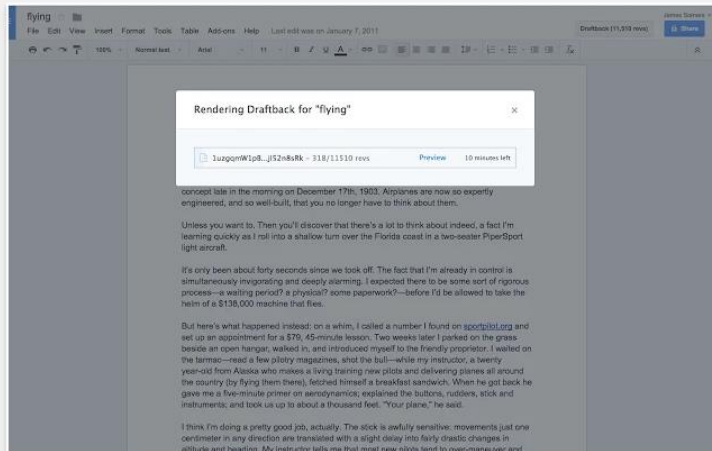 flying
James Somers
File Edit View Insert Format Tools Table Add-ons Help Last edit was on January 7, 2011
Draftback (11,510 revs)
Share
100% Normal text Arial 11 B I U A
Rendering Draftback for "flying" ×
1uzgqmW1p8...jI52n8sRk - 318/11510 revs Preview 10 minutes left
concept late in the morning on December 17th, 1903. Airplanes are now so expertly
engineered, and so well-built, that you no longer have to think about them.
Unless you want to. Then you'll discover that there's a lot to think about indeed, a fact I'm
learning quickly as I roll into a shallow turn over the Florida coast in a two-seater PiperSport
light aircraft.
It's only been about forty seconds since we took off. The fact that I'm already in control is
simultaneously invigorating and deeply alarming. I expected there to be some sort of rigorous
process—a waiting period? a physical? some paperwork?—before I'd be allowed to take the
helm of a $138,000 machine that flies.
But here's what happened instead: on a whim, I called a number I found on sportpilot.org and
set up an appointment for a $79, 45-minute lesson. Two weeks later I parked on the grass
beside an open hangar, walked in, and introduced myself to the friendly proprietor. I waited on
the tarmac—read a few pilotry magazines, shot the bull—while my instructor, a twenty
year-old from Alaska who makes a living training new pilots and delivering planes all around
the country (by flying them there), fetched himself a breakfast sandwich. When he got back he
gave me a five-minute primer on aerodynamics; explained the buttons, rudders, stick and
instruments; and took us up to about a thousand feet. "Your plane," he said.
I think I'm doing a pretty good job, actually. The stick is awfully sensitive: movements just one
centimeter in any direction are translated with a slight delay into fairly drastic changes in
altitude and heading. My instructor tells me that most new pilots tend to over-maneuver and